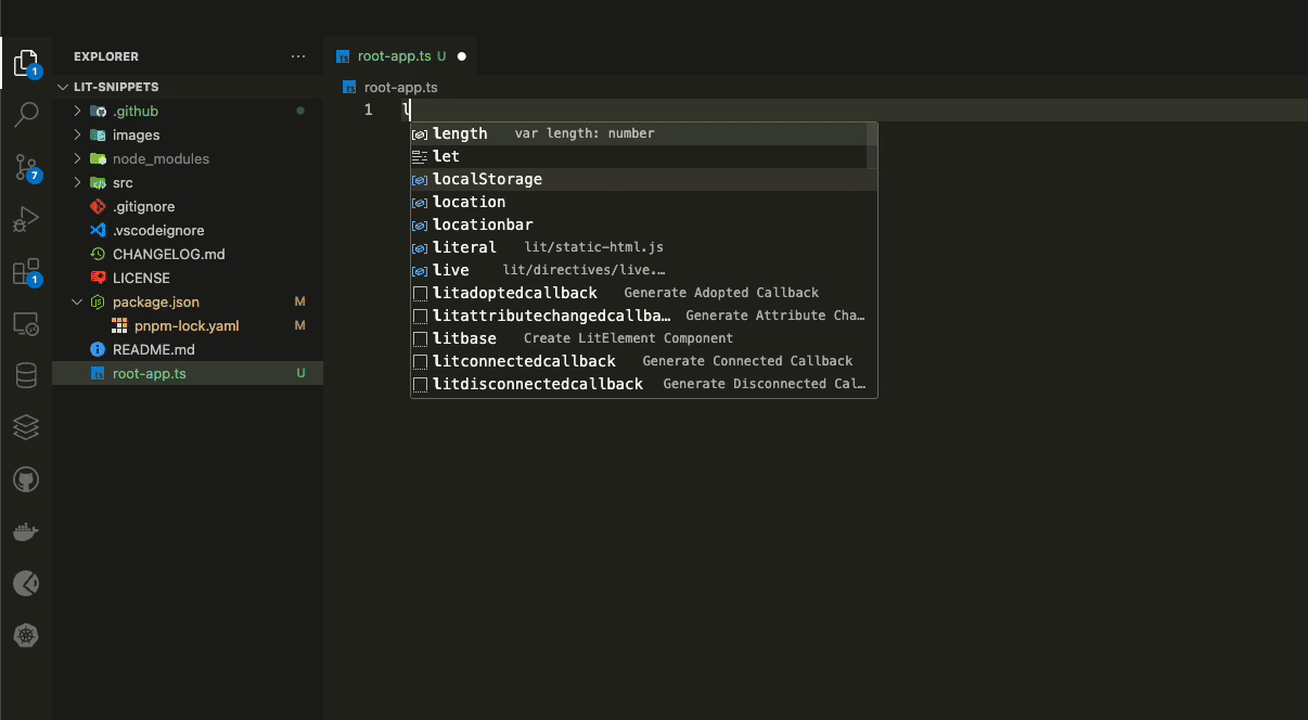 EXPLORER
root-app.ts U
LIT-SNIPPETS
root-app.ts
.github
images
node_modules
src
.gitignore
.vscodeignore
CHANGELOG.md
LICENSE
package.json M
pnpm-lock.yaml M
README.md
root-app.ts U
1
7
1
1 l
length var length: number
let
localStorage
location
locationbar
literal lit/static-html.js
live lit/directives/live.…
litadoptedcallback Generate Adopted Callback
litattributechangedcallba… Generate Attribute Cha…
litbase Create LitElement Component
litconnectedcallback Generate Connected Callback
litdisconnectedcallback Generate Disconnected Cal…